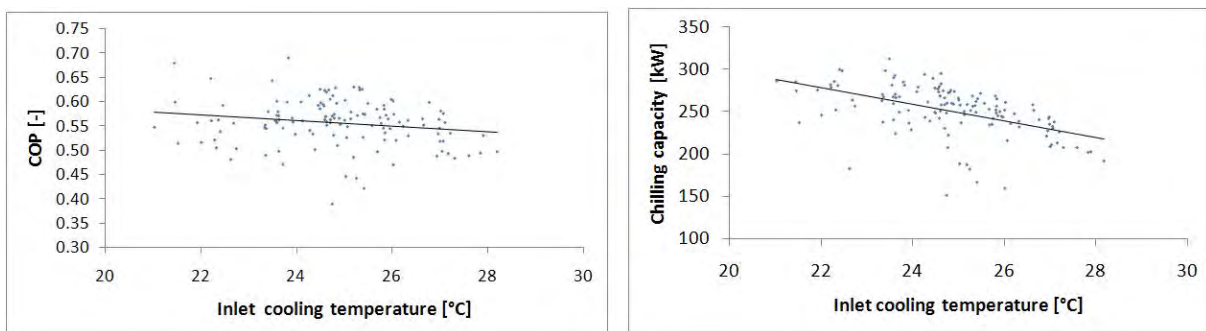 0.75
0.70
0.65
0.60
0.55
0.50
0.45
0.40
0.35
0.30
COP [-]
20 22 24 26 28 30
Inlet cooling temperature [°C]
350
300
250
200
150
100
Chilling capacity [kW]
20 22 24 26 28 30
Inlet cooling temperature [°C]